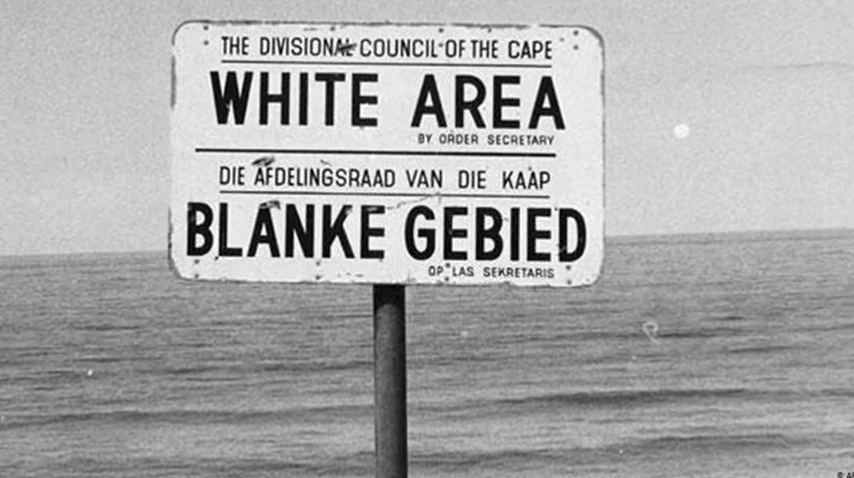 THE DIVISIONAL COUNCIL OF THE CAPE
WHITE AREA
BY ORDER SECRETARY
DIE AFDELINGSRAAD VAN DIE KAAP
BLANKE GEBIED
OP LAS SEKRETARIS